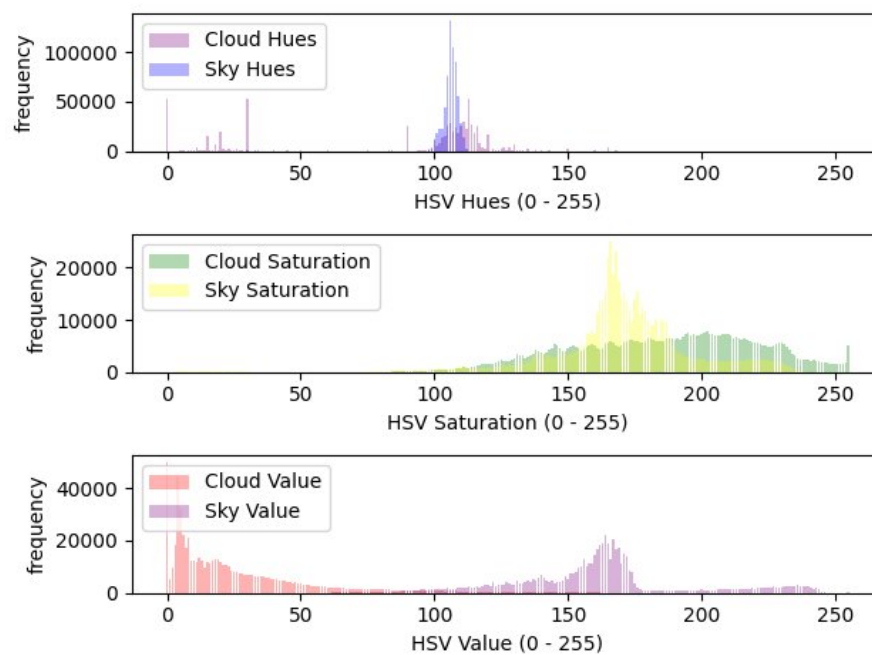 Cloud Hues
Sky Hues
100000
50000
0
frequency
0 50 100 150 200 250
HSV Hues (0 - 255)
Cloud Saturation
Sky Saturation
20000
10000
0
frequency
0 50 100 150 200 250
HSV Saturation (0 - 255)
Cloud Value
Sky Value
40000
20000
0
frequency
0 50 100 150 200 250
HSV Value (0 - 255)